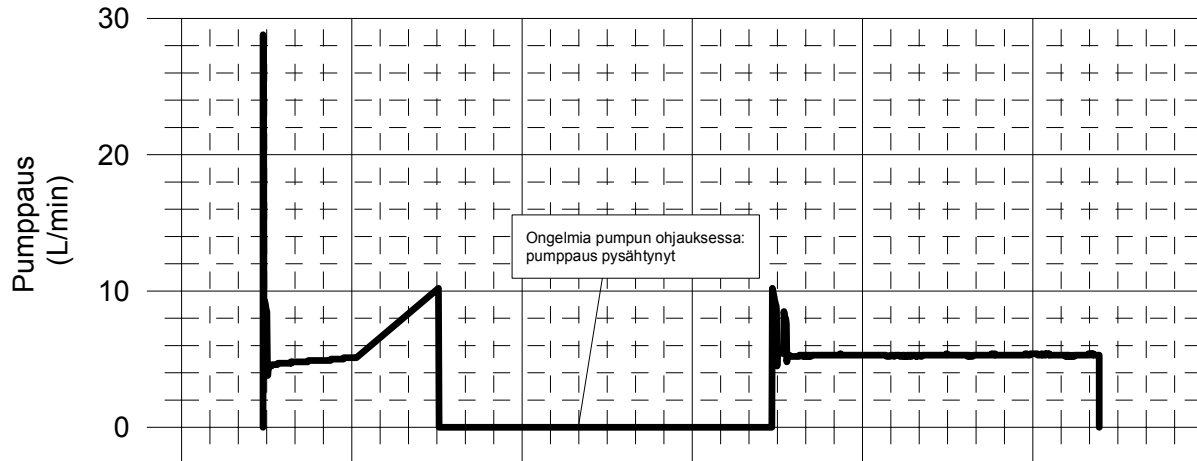 30
20
10
0
Pumppaus
(L/min)
Ongelmia pumpun ohjauksessa:
pumppaus pysähtynyt